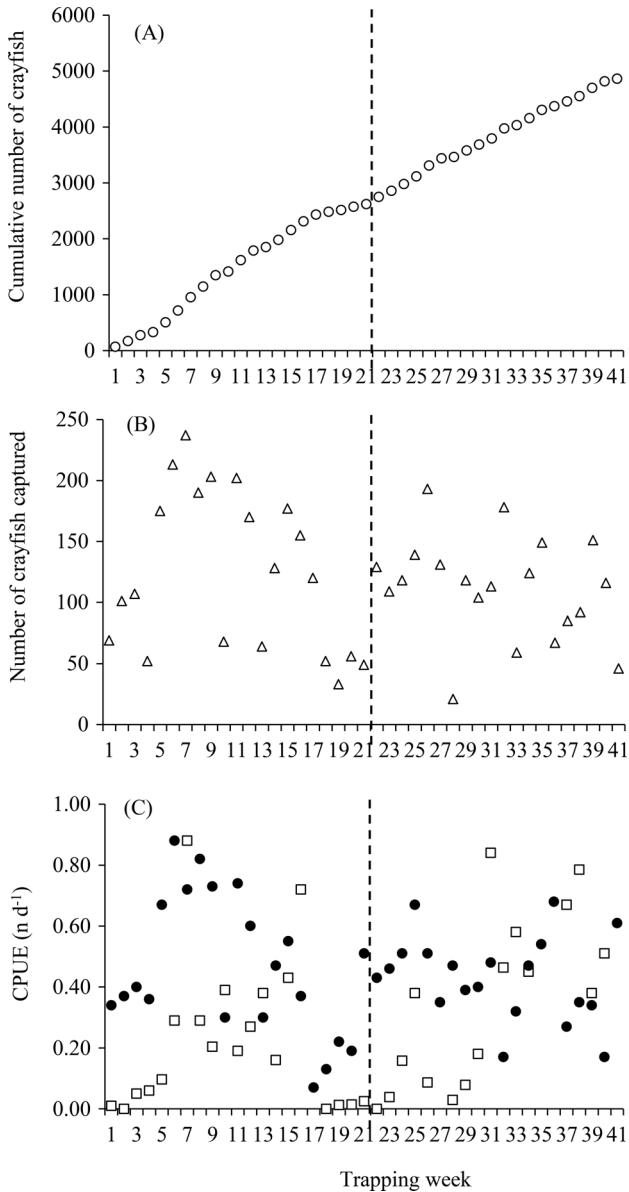 (A)
Cumulative number of crayfish
6000
5000
4000
3000
2000
1000
0
1 3 5 7 9 11 13 15 17 19 21 23 25 27 29 31 33 35 37 39 41
(B)
Number of crayfish captured
250
200
150
100
50
0
1 3 5 7 9 11 13 15 17 19 21 23 25 27 29 31 33 35 37 39 41
(C)
CPUE (n d-1)
1.00
0.80
0.60
0.40
0.20
0.00
1 3 5 7 9 11 13 15 17 19 21 23 25 27 29 31 33 35 37 39 41
Trapping week